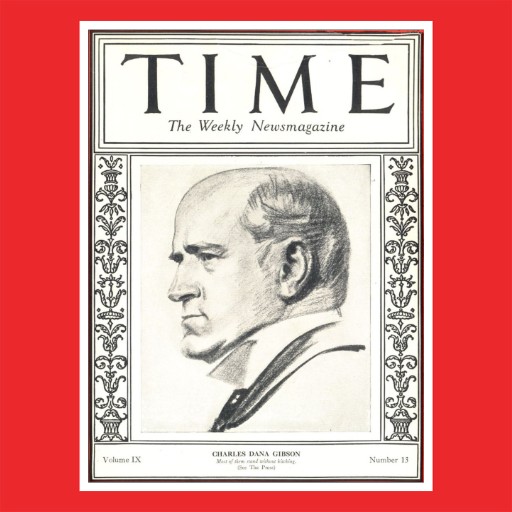 TIME
The Weekly Newsmagazine
Volume IX
CHARLES DANA GIBSON
Number 13
Most of them stand without blushing.
(See The Press)